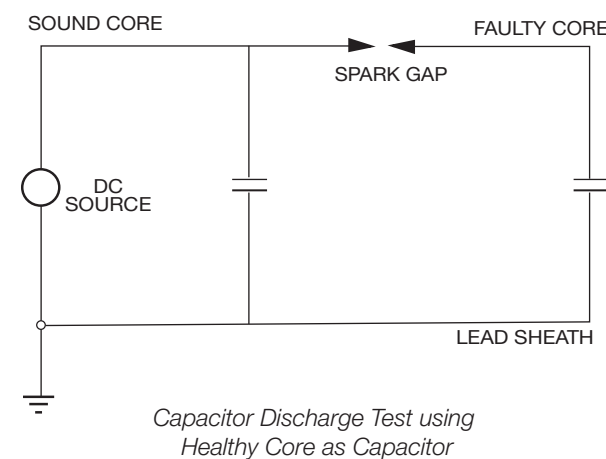 SOUND CORE
FAULTY CORE
SPARK GAP
DC
SOURCE
LEAD SHEATH
Capacitor Discharge Test using
Healthy Core as Capacitor